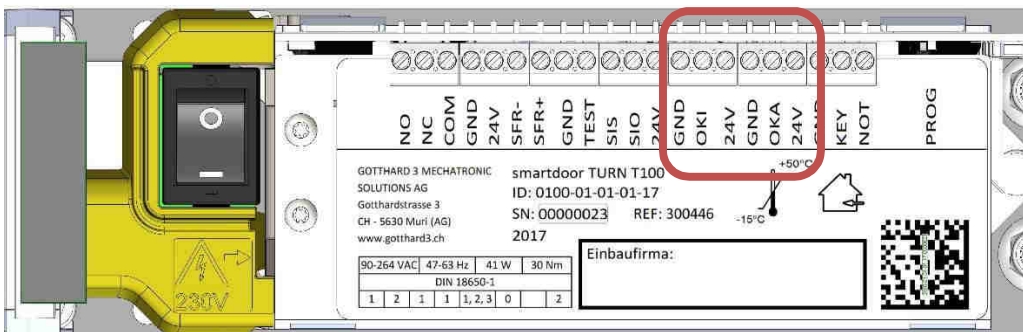 NO NC COM GND 24V SFR- SFR+ GND TEST SIS SIO 24V GND OKI 24V GND OKA 24V GND KEY NOT PROG
GOTTHARD 3 MECHATRONIC
SOLUTIONS AG
Gotthardstrasse 3
CH - 5630 Muri (AG)
www.gotthard3.ch
smartdoor TURN T100
ID: 0100-01-01-01-17
SN: 00000023 REF: 300446
2017
+50°C
-15°C
90-264 VAC 47-63 Hz 41 W 30 Nm
DIN 18650-1
1 2 1 1 1, 2, 3 0 2
Einbaufirma:
230V